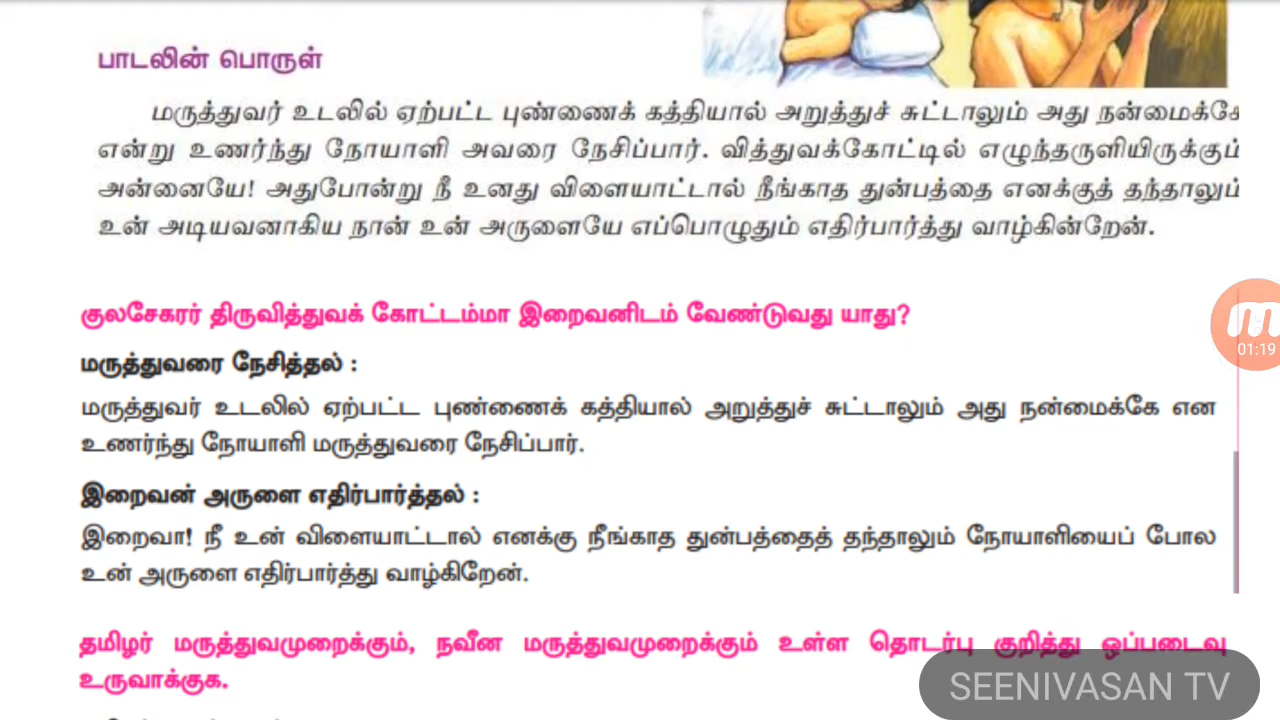 பாடலின் பொருள்
மருத்துவர் உடலில் ஏற்பட்ட புண்ணைக் கத்தியால் அறுத்துச் சுட்டாலும் அது நன்மைக்கே
என்று உணர்ந்து நோயாளி அவரை நேசிப்பார். வித்துவக்கோட்டில் எழுந்தருளியிருக்கும்
அன்னையே! அதுபோன்று நீ உனது விளையாட்டால் நீங்காத துன்பத்தை எனக்குத் தந்தாலும்
உன் அடியவனாகிய நான் உன் அருளையே எப்பொழுதும் எதிர்பார்த்து வாழ்கின்றேன்.
குலசேகரர் திருவித்துவக் கோட்டம்மா இறைவனிடம் வேண்டுவது யாது?
01:19
மருத்துவரை நேசித்தல் :
மருத்துவர் உடலில் ஏற்பட்ட புண்ணைக் கத்தியால் அறுத்துச் சுட்டாலும் அது நன்மைக்கே என
உணர்ந்து நோயாளி மருத்துவரை நேசிப்பார்.
இறைவன் அருளை எதிர்பார்த்தல் :
இறைவா! நீ உன் விளையாட்டால் எனக்கு நீங்காத துன்பத்தைத் தந்தாலும் நோயாளியைப் போல
உன் அருளை எதிர்பார்த்து வாழ்கிறேன்.
தமிழர் மருத்துவமுறைக்கும், நவீன மருத்துவமுறைக்கும் உள்ள தொடர்பு குறித்து ஒப்படைவு
உருவாக்குக.
SEENIVASAN TV